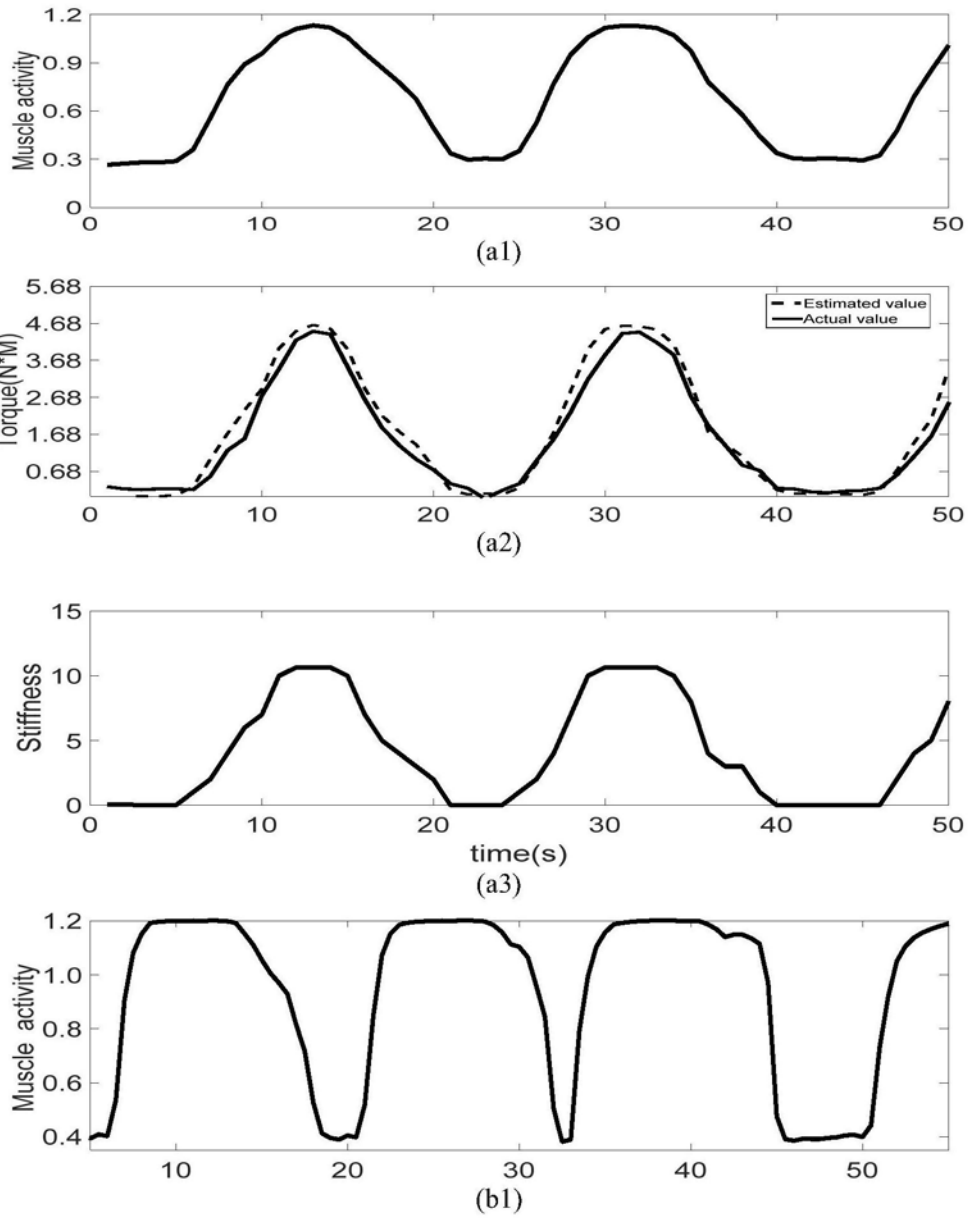 1.2
0.9
0.6
0.3
0
Muscle activity
0 10 20 30 40 50
(a1)
5.68
4.68
3.68
2.68
1.68
0.68
Torque(N*M)
Estimated value
Actual value
0 10 20 30 40 50
(a2)
15
10
5
0
Stiffness
0 10 20 30 40 50
time(s)
(a3)
1.2
1.0
0.8
0.6
0.4
Muscle activity
10 20 30 40 50
(b1)